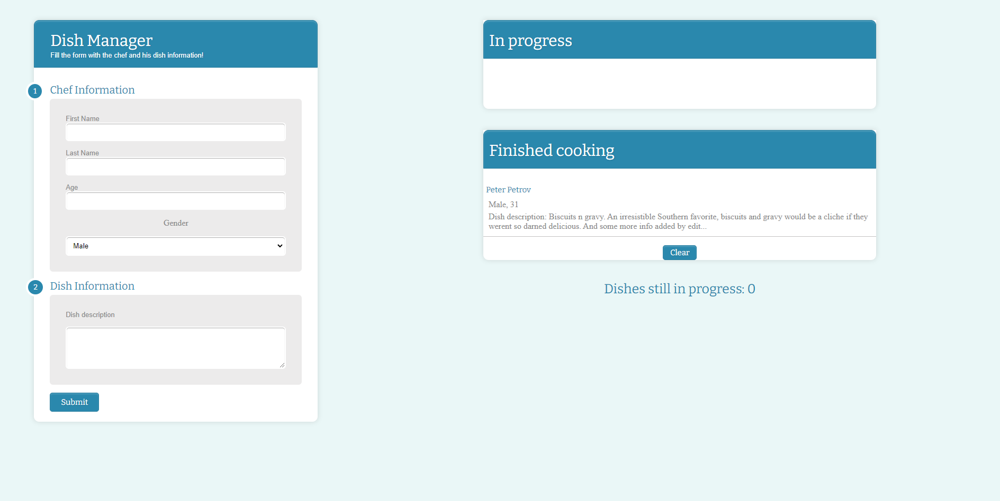 Dish Manager
Fill the form with the chef and his dish information!
1
Chef Information
First Name
Last Name
Age
Gender
Male
2
Dish Information
Dish description
Submit
In progress
Finished cooking
Peter Petrov
Male, 31
Dish description: Biscuits n gravy. An irresistible Southern favorite, biscuits and gravy would be a cliche if they
werent so darned delicious. And some more info added by edit...
Clear
Dishes still in progress: 0